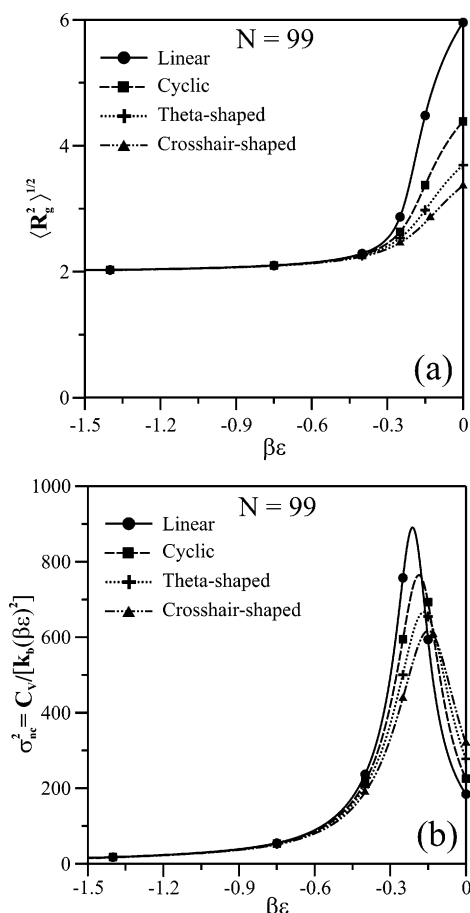 6
N = 99
Linear
Cyclic
Theta-shaped
Crosshair-shaped
4
⟨R_g^2⟩^1/2
2
(a)
0
-1.5 -1.2 -0.9 -0.6 -0.3 0
βε
1000
N = 99
Linear
Cyclic
Theta-shaped
Crosshair-shaped
800
600
σ_nc^2 = C_v/[k_b(βε)^2]
400
200
(b)
0
-1.5 -1.2 -0.9 -0.6 -0.3 0
βε